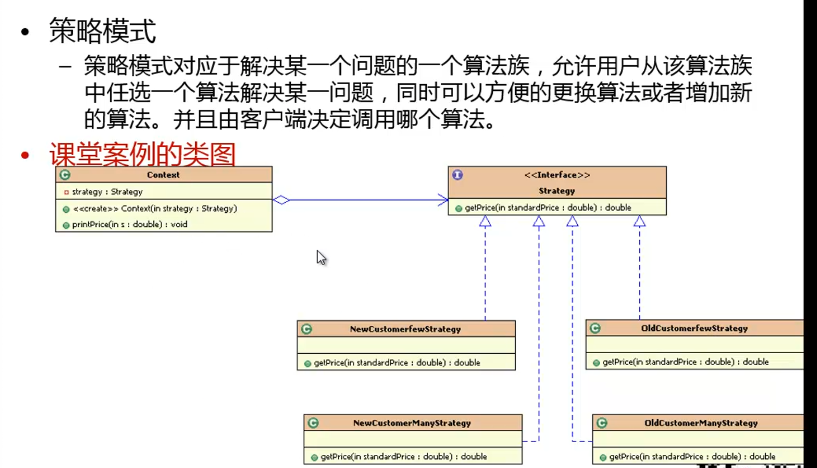 • 策略模式
– 策略模式对应于解决某一个问题的一个算法族，允许用户从该算法族
中任选一个算法解决某一问题，同时可以方便的更换算法或者增加新
的算法。并且由客户端决定调用哪个算法。
• 课堂案例的类图
Context
strategy : Strategy
<<create>> Context(in strategy : Strategy)
printPrice(in s : double) : void
<<Interface>>
Strategy
getPrice(in standardPrice : double) : double
NewCustomerfewStrategy
getPrice(in standardPrice : double) : double
OldCustomerfewStrategy
getPrice(in standardPrice : double) : double
NewCustomerManyStrategy
getPrice(in standardPrice : double) : double
OldCustomerManyStrategy
getPrice(in standardPrice : double) : double